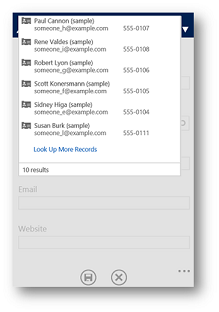 Paul Cannon (sample)
someone_h@example.com 555-0107
Rene Valdes (sample)
someone_i@example.com 555-0108
Robert Lyon (sample)
someone_g@example.com 555-0106
Scott Konersmann (sample)
someone_f@example.com 555-0105
Sidney Higa (sample)
someone_e@example.com 555-0104
Susan Burk (sample)
someone_l@example.com 555-0111
Look Up More Records
10 results
Email
Website